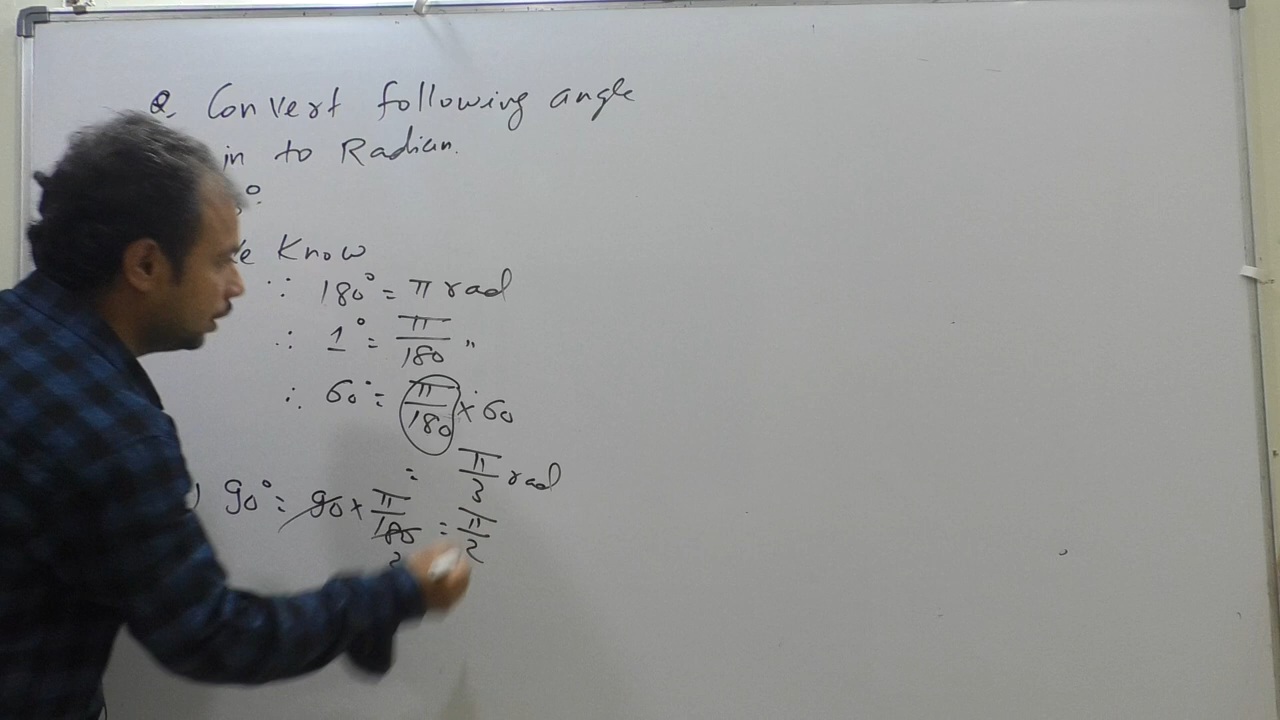 Q. Convert following angle
in to Radian.
°
Know
∵ 180° = π rad
∴ 1° = π/180 "
∴ 60° = π/180 × 60
= π/3 rad
) 90° = 90 × π/180 = π/2
2